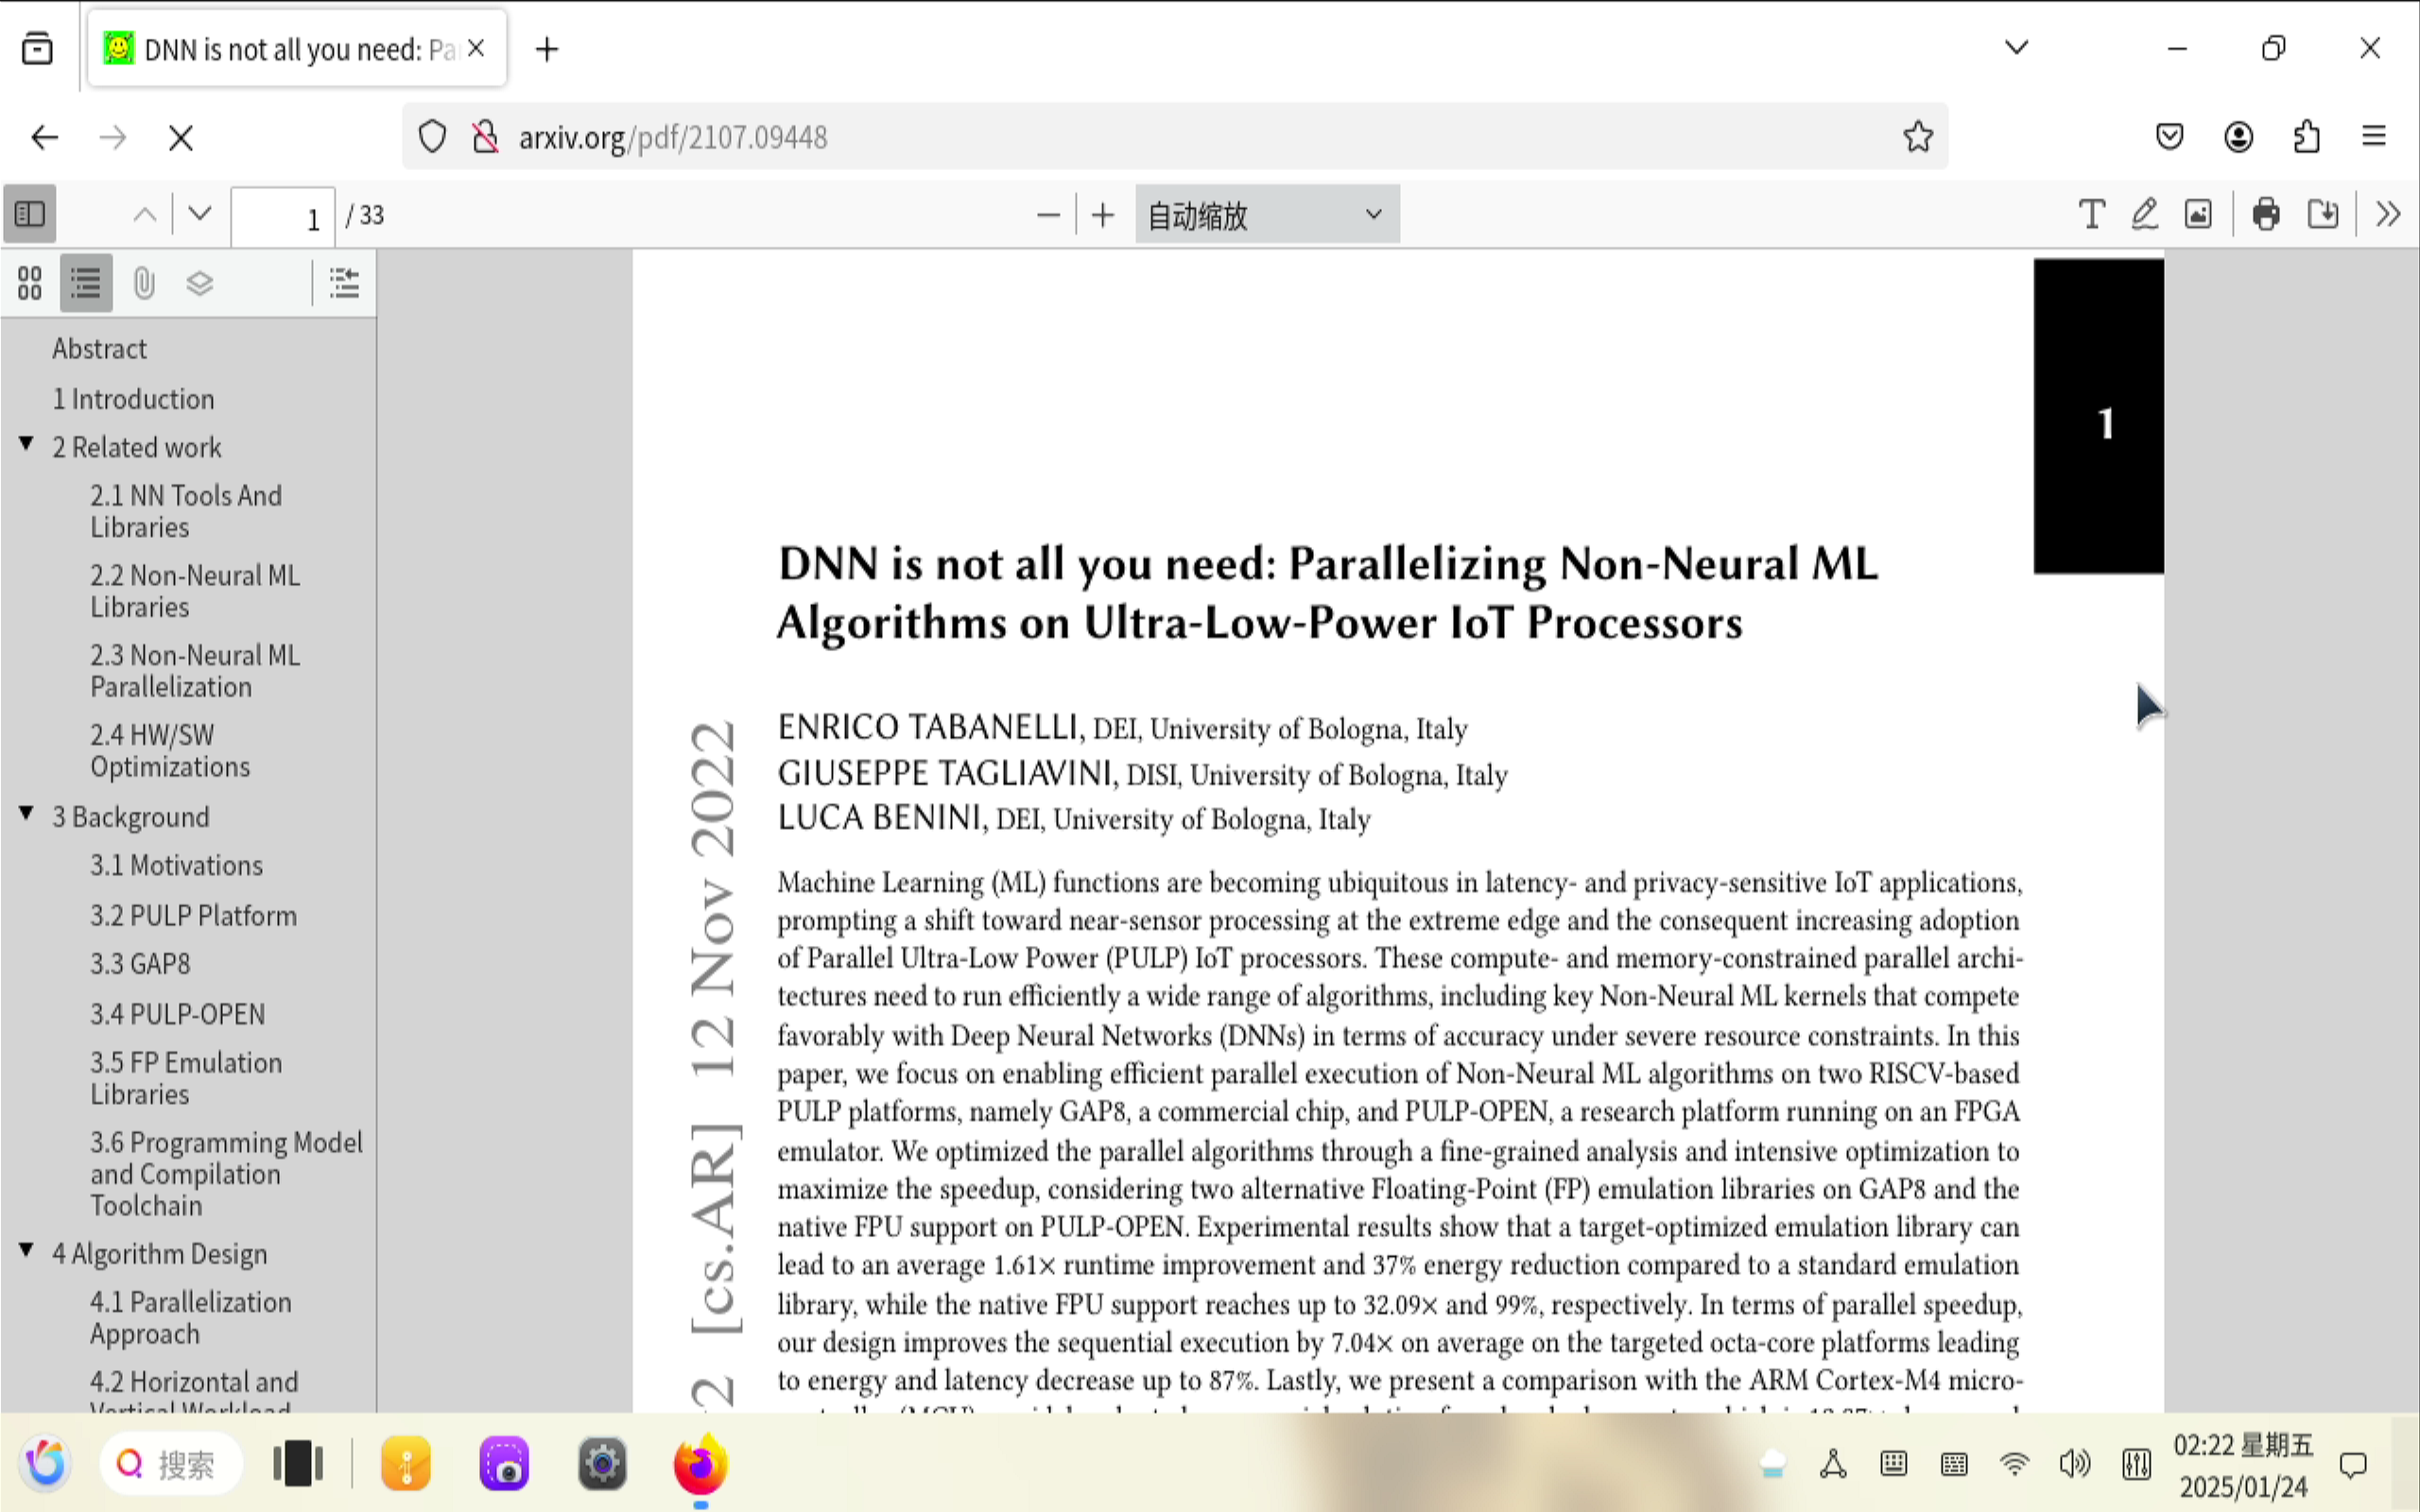 DNN is not all you need: Pa
arxiv.org/pdf/2107.09448
1 / 33
自动缩放
Abstract
1 Introduction
2 Related work
2.1 NN Tools And
Libraries
2.2 Non-Neural ML
Libraries
2.3 Non-Neural ML
Parallelization
2.4 HW/SW
Optimizations
3 Background
3.1 Motivations
3.2 PULP Platform
3.3 GAP8
3.4 PULP-OPEN
3.5 FP Emulation
Libraries
3.6 Programming Model
and Compilation
Toolchain
4 Algorithm Design
4.1 Parallelization
Approach
4.2 Horizontal and
Vertical Workload
1
DNN is not all you need: Parallelizing Non-Neural ML
Algorithms on Ultra-Low-Power IoT Processors
ENRICO TABANELLI, DEI, University of Bologna, Italy
GIUSEPPE TAGLIAVINI, DISI, University of Bologna, Italy
LUCA BENINI, DEI, University of Bologna, Italy
Machine Learning (ML) functions are becoming ubiquitous in latency- and privacy-sensitive IoT applications,
prompting a shift toward near-sensor processing at the extreme edge and the consequent increasing adoption
of Parallel Ultra-Low Power (PULP) IoT processors. These compute- and memory-constrained parallel archi-
tectures need to run efficiently a wide range of algorithms, including key Non-Neural ML kernels that compete
favorably with Deep Neural Networks (DNNs) in terms of accuracy under severe resource constraints. In this
paper, we focus on enabling efficient parallel execution of Non-Neural ML algorithms on two RISCV-based
PULP platforms, namely GAP8, a commercial chip, and PULP-OPEN, a research platform running on an FPGA
emulator. We optimized the parallel algorithms through a fine-grained analysis and intensive optimization to
maximize the speedup, considering two alternative Floating-Point (FP) emulation libraries on GAP8 and the
native FPU support on PULP-OPEN. Experimental results show that a target-optimized emulation library can
lead to an average 1.61× runtime improvement and 37% energy reduction compared to a standard emulation
library, while the native FPU support reaches up to 32.09× and 99%, respectively. In terms of parallel speedup,
our design improves the sequential execution by 7.04× on average on the targeted octa-core platforms leading
to energy and latency decrease up to 87%. Lastly, we present a comparison with the ARM Cortex-M4 micro-
2 [cs.AR] 12 Nov 2022
搜索
02:22 星期五
2025/01/24